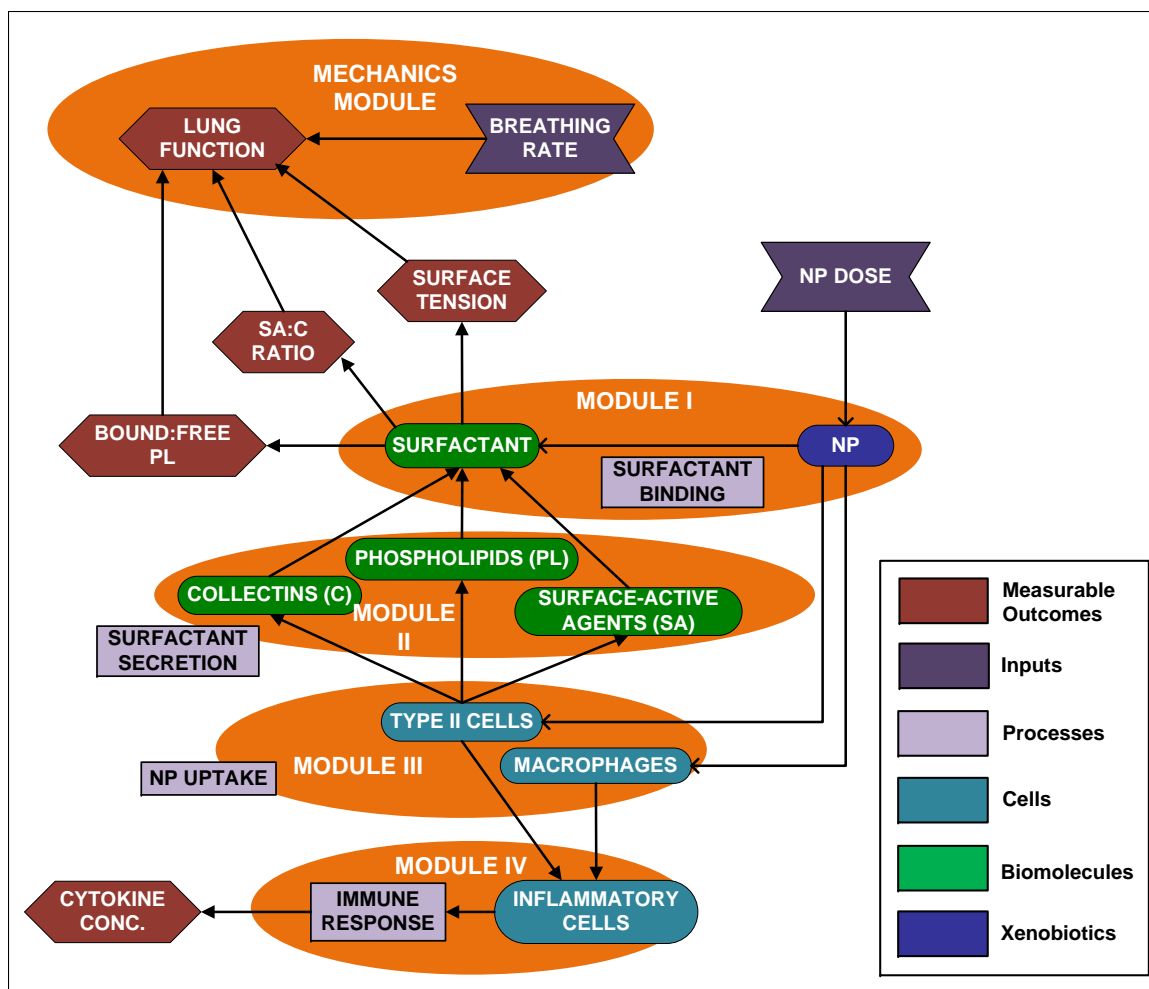 MECHANICS
MODULE
LUNG
FUNCTION
BREATHING
RATE
SURFACE
TENSION
NP DOSE
SA:C
RATIO
MODULE I
BOUND:FREE
PL
SURFACTANT
NP
SURFACTANT
BINDING
PHOSPHOLIPIDS (PL)
COLLECTINS (C)
MODULE
II
SURFACE-ACTIVE
AGENTS (SA)
SURFACTANT
SECRETION
TYPE II CELLS
MODULE III
MACROPHAGES
NP UPTAKE
MODULE IV
CYTOKINE
CONC.
IMMUNE
RESPONSE
INFLAMMATORY
CELLS
Measurable
Outcomes
Inputs
Processes
Cells
Biomolecules
Xenobiotics